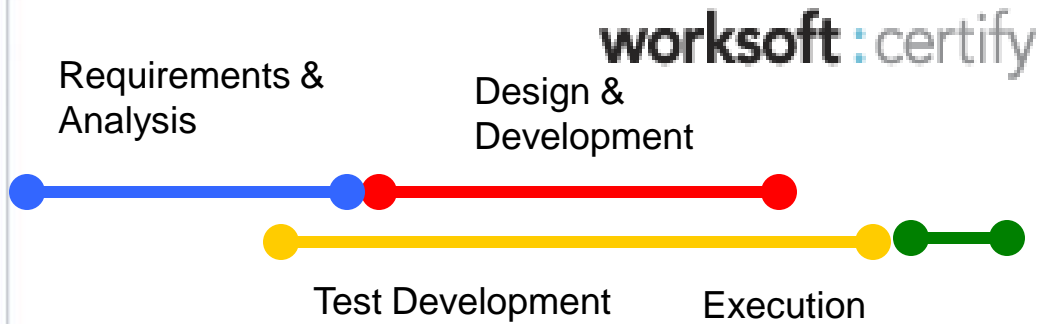 worksoft : certify
Requirements &
Analysis
Design &
Development
Test Development
Execution